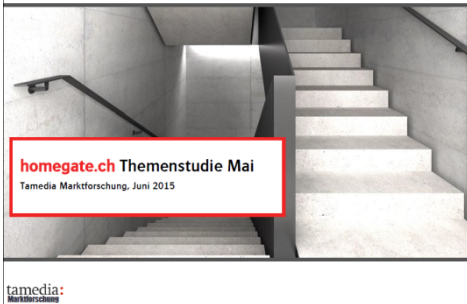 homegate.ch Themenstudie Mai
Tamedia Marktforschung, Juni 2015
tamedia:
Marktforschung